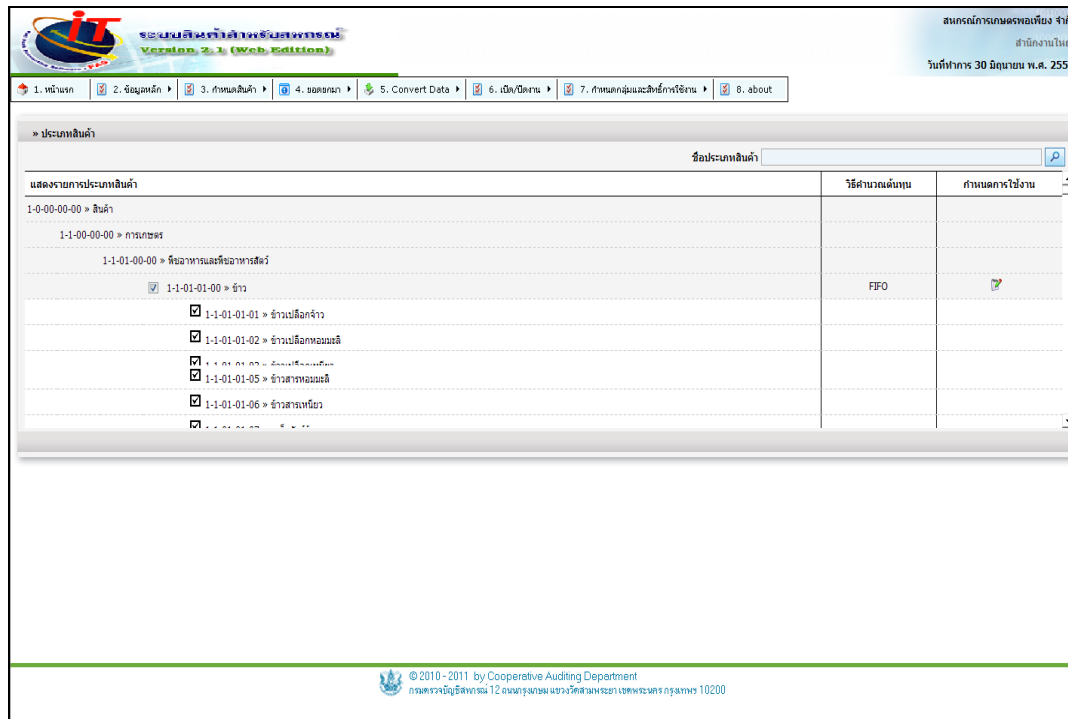 ระบบสินค้าสำหรับสหกรณ์
Version 2.1 (Web Edition)
สหกรณ์การเกษตรพอเพียง
วันที่ทำการ 30 มิถุนายน พ.ศ. 255
1. หน้าแรก 2. ข้อมูลหลัก 3. กำหนดสินค้า 4. ยอดยกมา 5. Convert Data 6. เปิด/ปิดงาน 7. กำหนดกลุ่มและสิทธิ์การใช้งาน 8. about
» ประเภทสินค้า
ชื่อประเภทสินค้า
แสดงรายการประเภทสินค้า วิธีคำนวณต้นทุน กำหนดการใช้งาน
1-0-00-00-00 » สินค้า
1-1-00-00-00 » การเกษตร
1-1-01-00-00 » พืชอาหารและพืชอาหารสัตว์
1-1-01-01-00 » ข้าว FIFO
1-1-01-01-01 » ข้าวเปลือกจ้าว
1-1-01-01-02 » ข้าวเปลือกหอมมะลิ
1-1-01-01-05 » ข้าวสารหอมมะลิ
1-1-01-01-06 » ข้าวสารเหนียว
© 2010 - 2011 by Cooperative Auditing Department
กรมตรวจบัญชีสหกรณ์ 12 ถนนกรุงเกษม แขวงวัดสามพระยา เขตพระนคร กรุงเทพฯ 10200